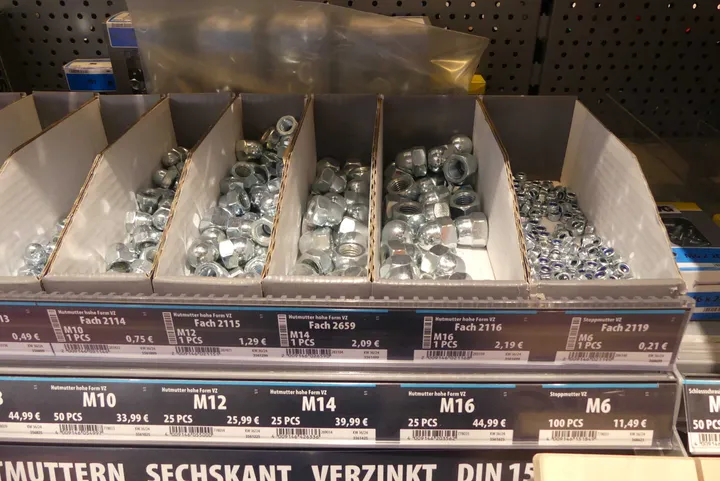 13
0,49 €
Hutmutter hohe Form VZ
Fach 2114
M10
1 PCS
0,75 €
Hutmutter hohe Form VZ
Fach 2115
M12
1 PCS
1,29 €
Hutmutter hohe Form VZ
Fach 2659
M14
1 PCS
2,09 €
Hutmutter hohe Form VZ
Fach 2116
M16
1 PCS
2,19 €
Stoppmutter VZ
Fach 2119
M6
1 PCS
0,21 €
44,99 €
Hutmutter hohe Form VZ
M10
50 PCS
33,99 €
Hutmutter hohe Form VZ
M12
25 PCS
25,99 €
Hutmutter hohe Form VZ
M14
25 PCS
39,99 €
Hutmutter hohe Form VZ
M16
25 PCS
44,99 €
Stoppmutter VZ
M6
100 PCS
11,49 €
50 PCS
TMUTTERN SECHSKANT VERZINKT DIN 15